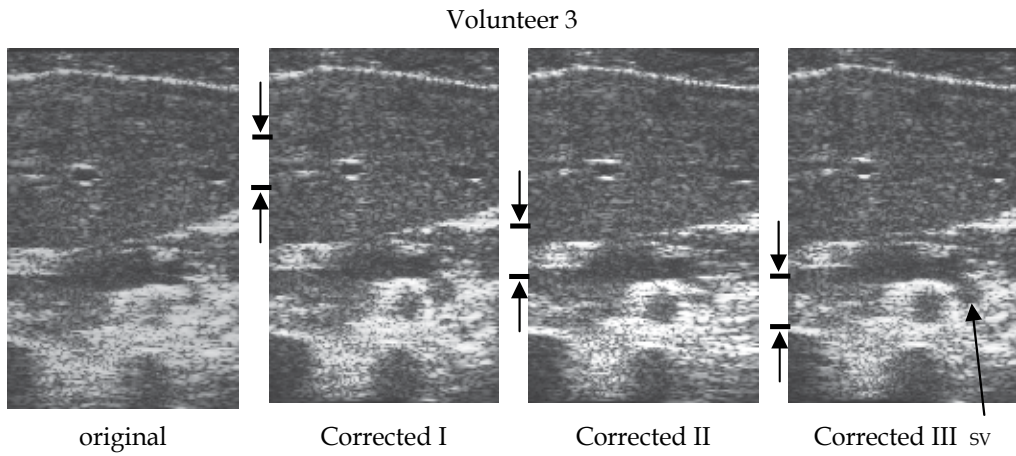 Volunteer 3
original
Corrected I
Corrected II
Corrected III
SV